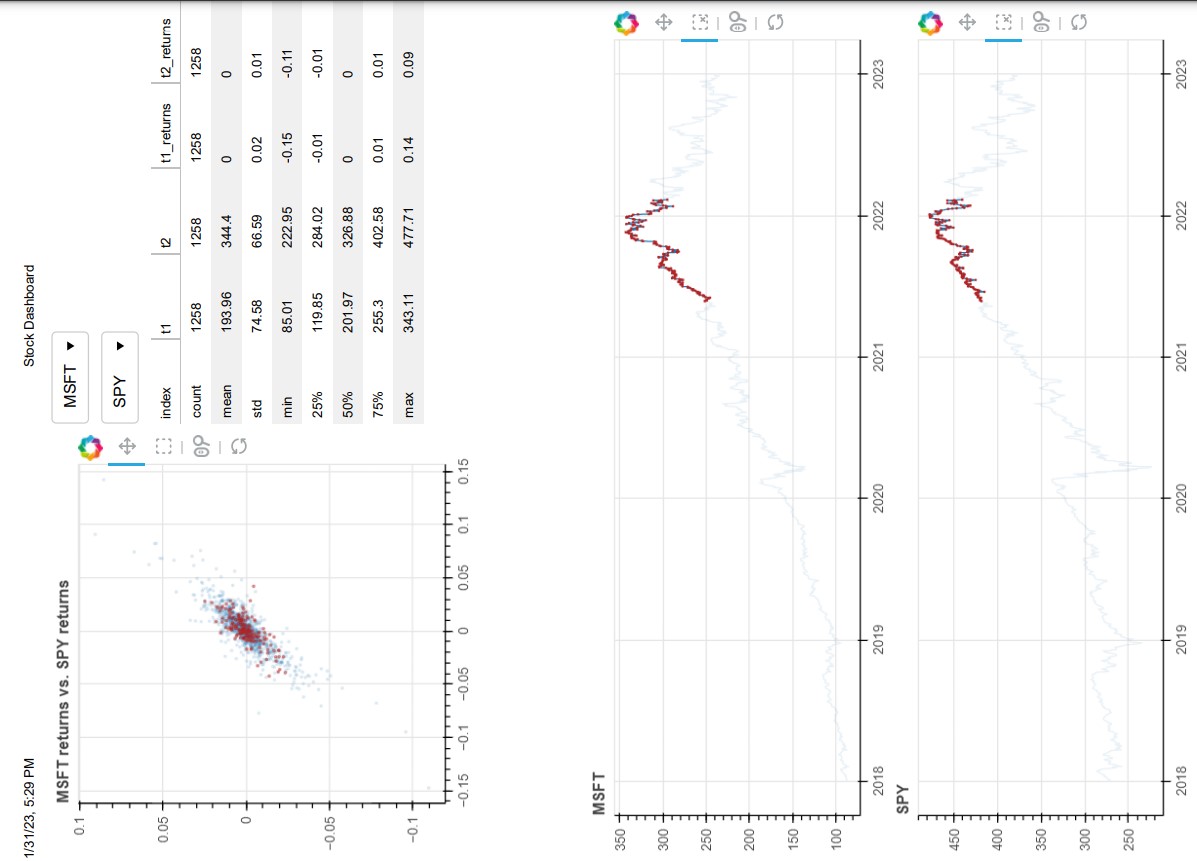 1/31/23, 5:29 PM Stock Dashboard
MSFT returns vs. SPY returns
0.1
0.05
0
−0.05
−0.1
−0.15 −0.1 −0.05 0 0.05 0.1 0.15
MSFT ▼
SPY ▼
index t1 t2 t1_returns t2_returns
count 1258 1258 1258 1258
mean 193.96 344.4 0 0
std 74.58 66.59 0.02 0.01
min 85.01 222.95 -0.15 -0.11
25% 119.85 284.02 -0.01 -0.01
50% 201.97 326.88 0 0
75% 255.3 402.58 0.01 0.01
max 343.11 477.71 0.14 0.09
MSFT
350
300
250
200
150
100
2018 2019 2020 2021 2022 2023
SPY
450
400
350
300
250
2018 2019 2020 2021 2022 2023